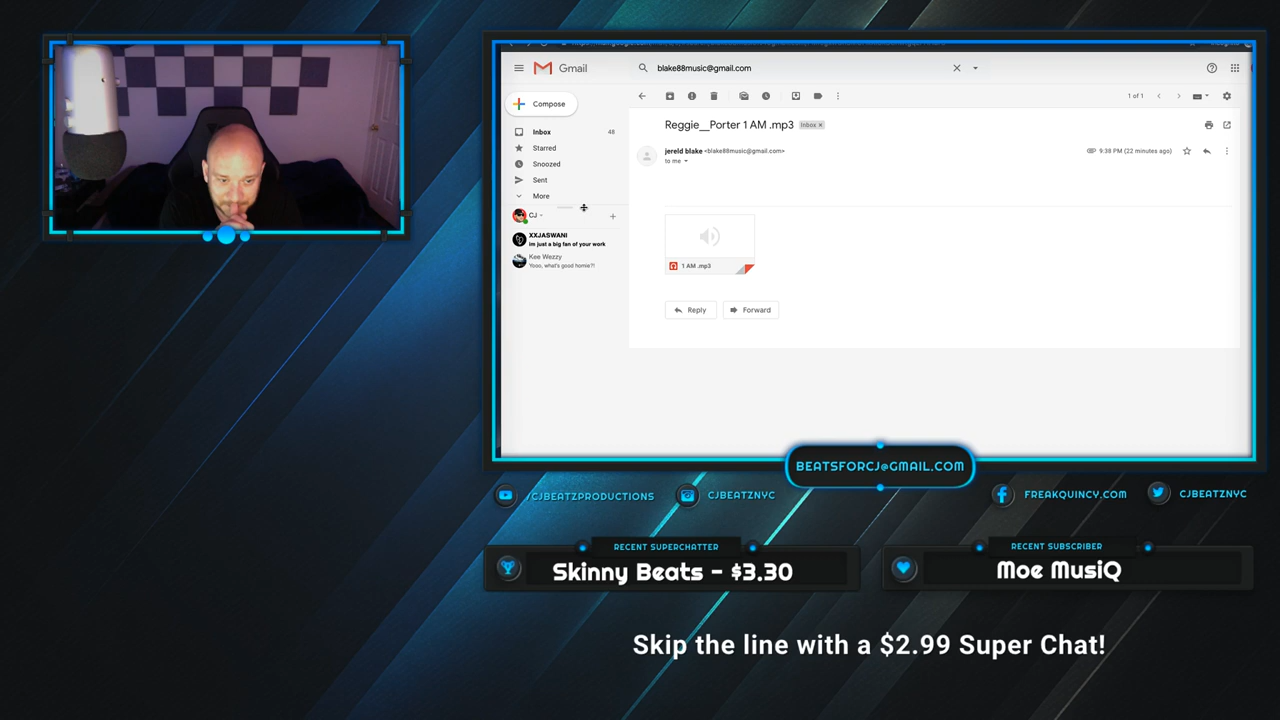 Gmail
blake88music@gmail.com
Compose
1 of 1
Inbox 48
Starred
Snoozed
Sent
More
CJ
XXJASWANI
im just a big fan of your work
Kee Wezzy
Yooo, what's good homie?!
Reggie__Porter 1 AM .mp3 Inbox x
jereld blake <blake88music@gmail.com>
9:38 PM (22 minutes ago)
to me
1 AM .mp3
Reply Forward
BEATSFORCJ@GMAIL.COM
/CJBEATZPRODUCTIONS
CJBEATZNYC
FREAKQUINCY.COM
CJBEATZNYC
RECENT SUPERCHATTER
Skinny Beats - $3.30
RECENT SUBSCRIBER
Moe MusiQ
Skip the line with a $2.99 Super Chat!